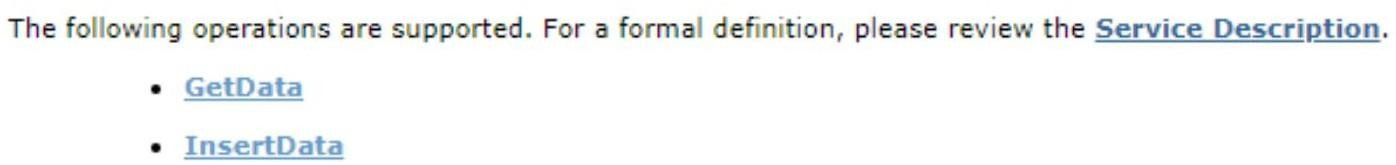 The following operations are supported. For a formal definition, please review the Service Description.
• GetData
• InsertData